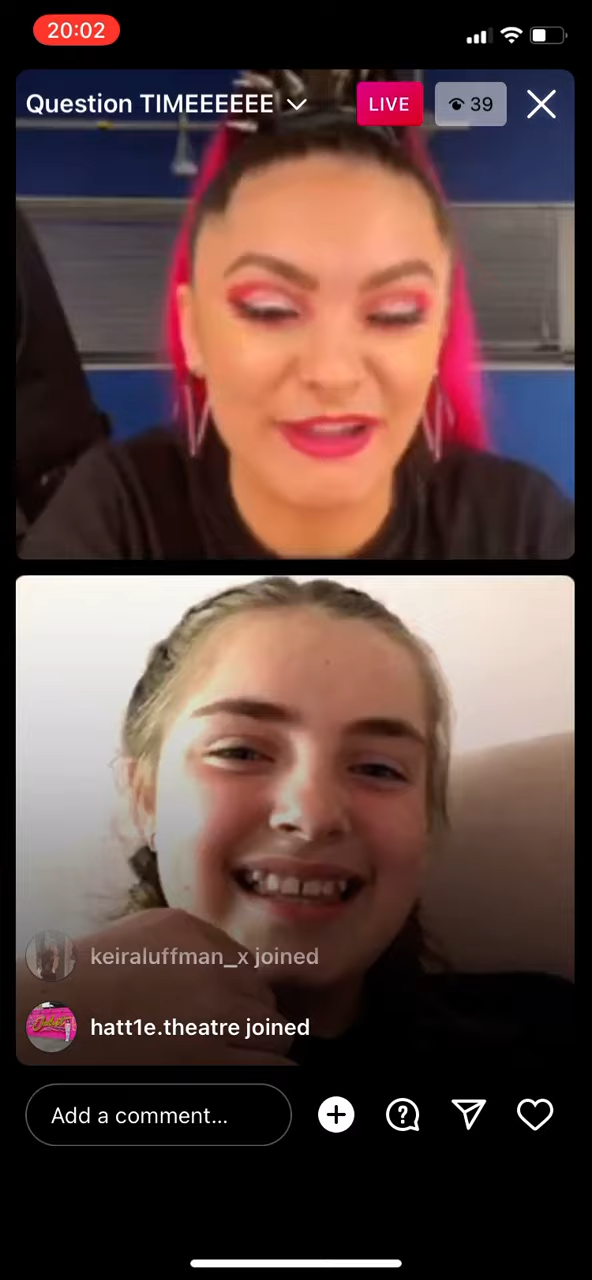 20:02
Question TIMEEEEEE
LIVE
39
keiraluffman_x joined
hatt1e.theatre joined
Add a comment...